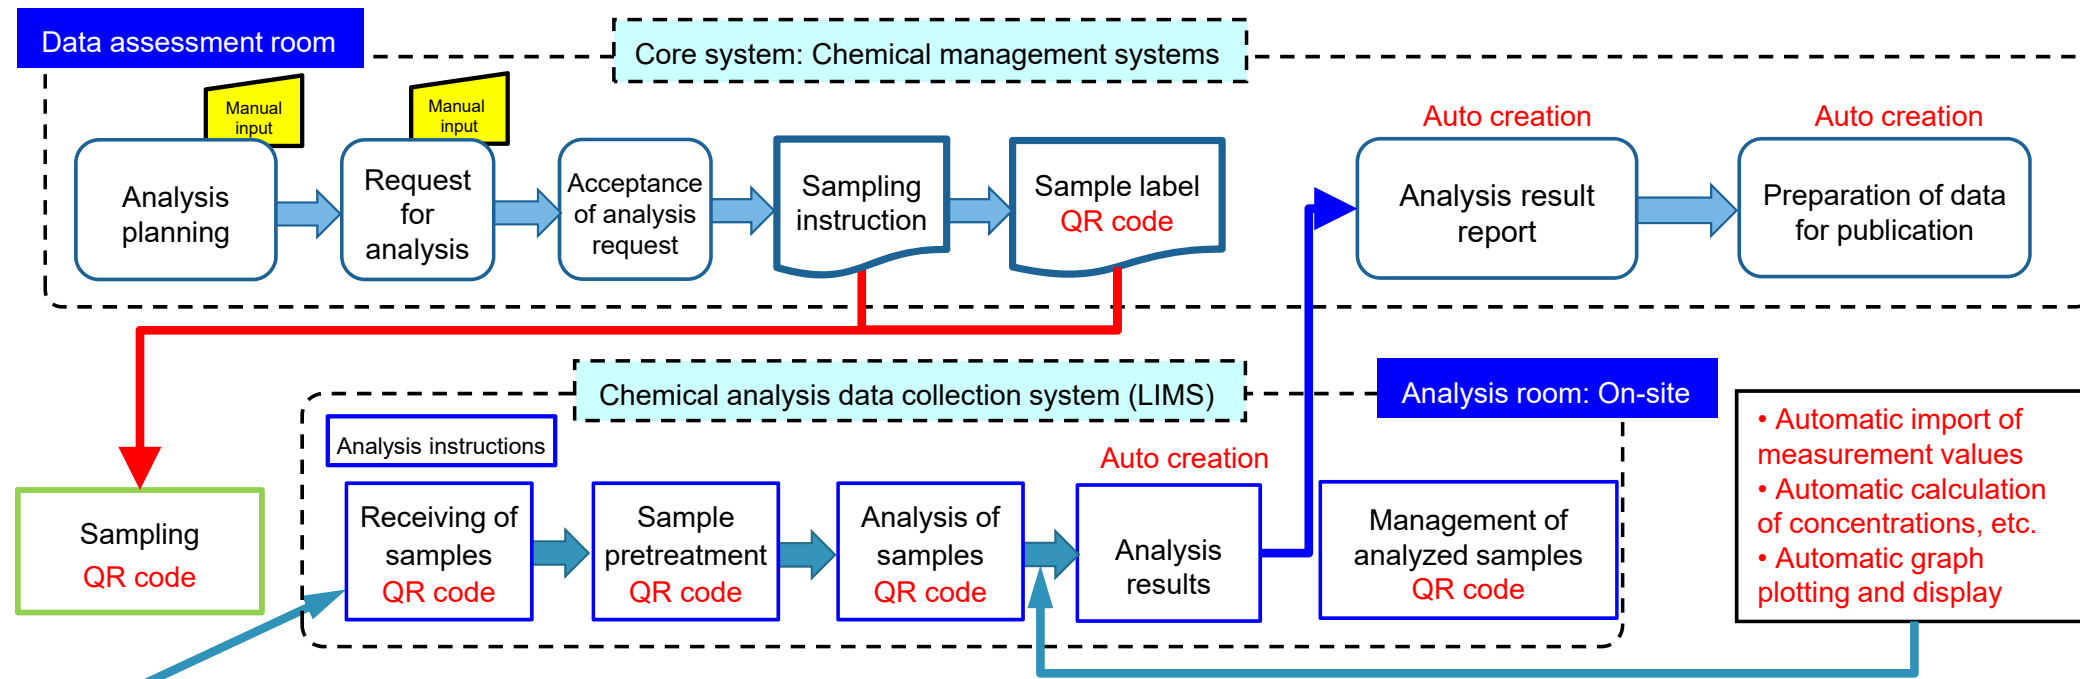 Data assessment room
Core system: Chemical management systems
Manual
input
Manual
input
Auto creation
Auto creation
Analysis
planning
Request
for
analysis
Acceptance
of analysis
request
Sampling
instruction
Sample label
QR code
Analysis result
report
Preparation of data
for publication
Chemical analysis data collection system (LIMS)
Analysis room: On-site
Analysis instructions
Auto creation
Sampling
QR code
Receiving of
samples
QR code
Sample
pretreatment
QR code
Analysis of
samples
QR code
Analysis
results
Management of
analyzed samples
QR code
• Automatic import of
measurement values
• Automatic calculation
of concentrations, etc.
• Automatic graph
plotting and display